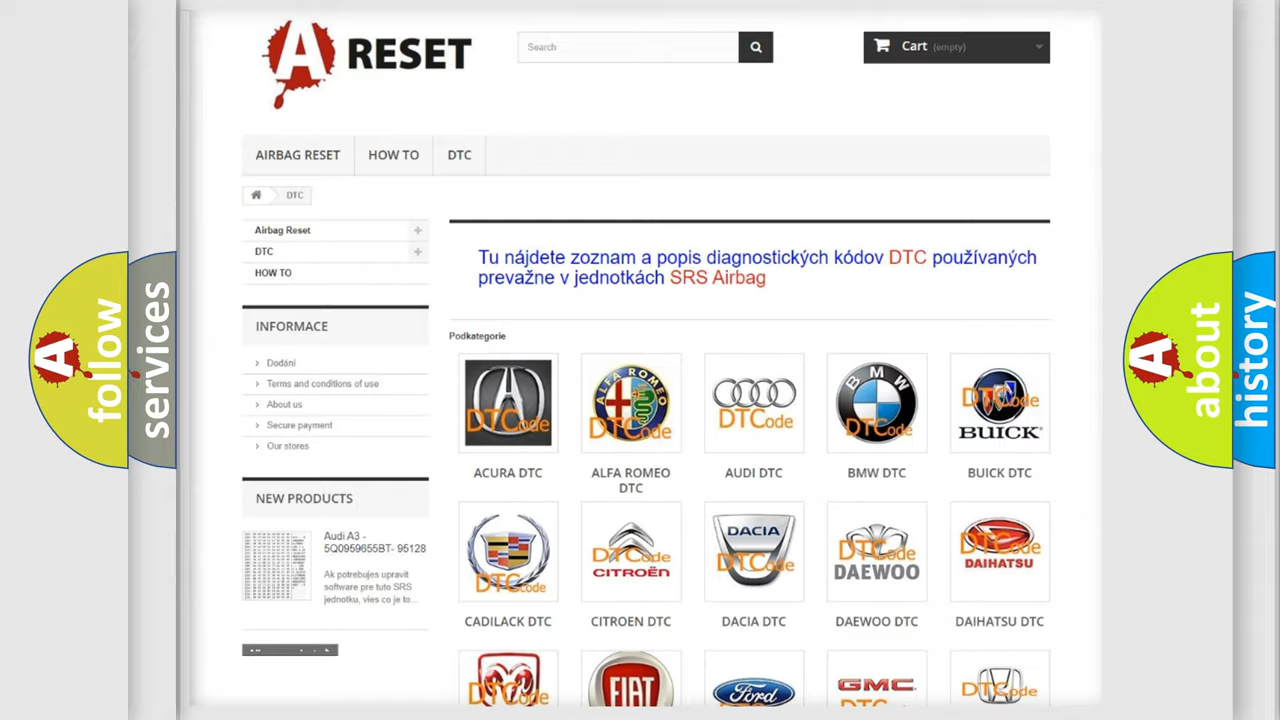 A RESET
Search
Cart (empty)
AIRBAG RESET
HOW TO
DTC
DTC
Airbag Reset
DTC
HOW TO
INFORMACE
Dodání
Terms and conditions of use
About us
Secure payment
Our stores
NEW PRODUCTS
Audi A3 -
5Q0959655BT- 95128
Ak potrebujes upravit
software pre tuto SRS
jednotku, vies co je to...
Tu nájdete zoznam a popis diagnostických kódov DTC používaných
prevažne v jednotkách SRS Airbag
Podkategorie
DTCode
ALFA ROMEO
DTCode
DTCode
BMW
DTCode
DTCode
BUICK
ACURA DTC
ALFA ROMEO
DTC
AUDI DTC
BMW DTC
BUICK DTC
DTCode
DTCode
CITROËN
DACIA
DTCode
DTCode
DAEWOO
DTCode
DAIHATSU
CADILACK DTC
CITROEN DTC
DACIA DTC
DAEWOO DTC
DAIHATSU DTC
DTCode
FIAT
Ford
GMC
DTCode
A follow
services
A about
history